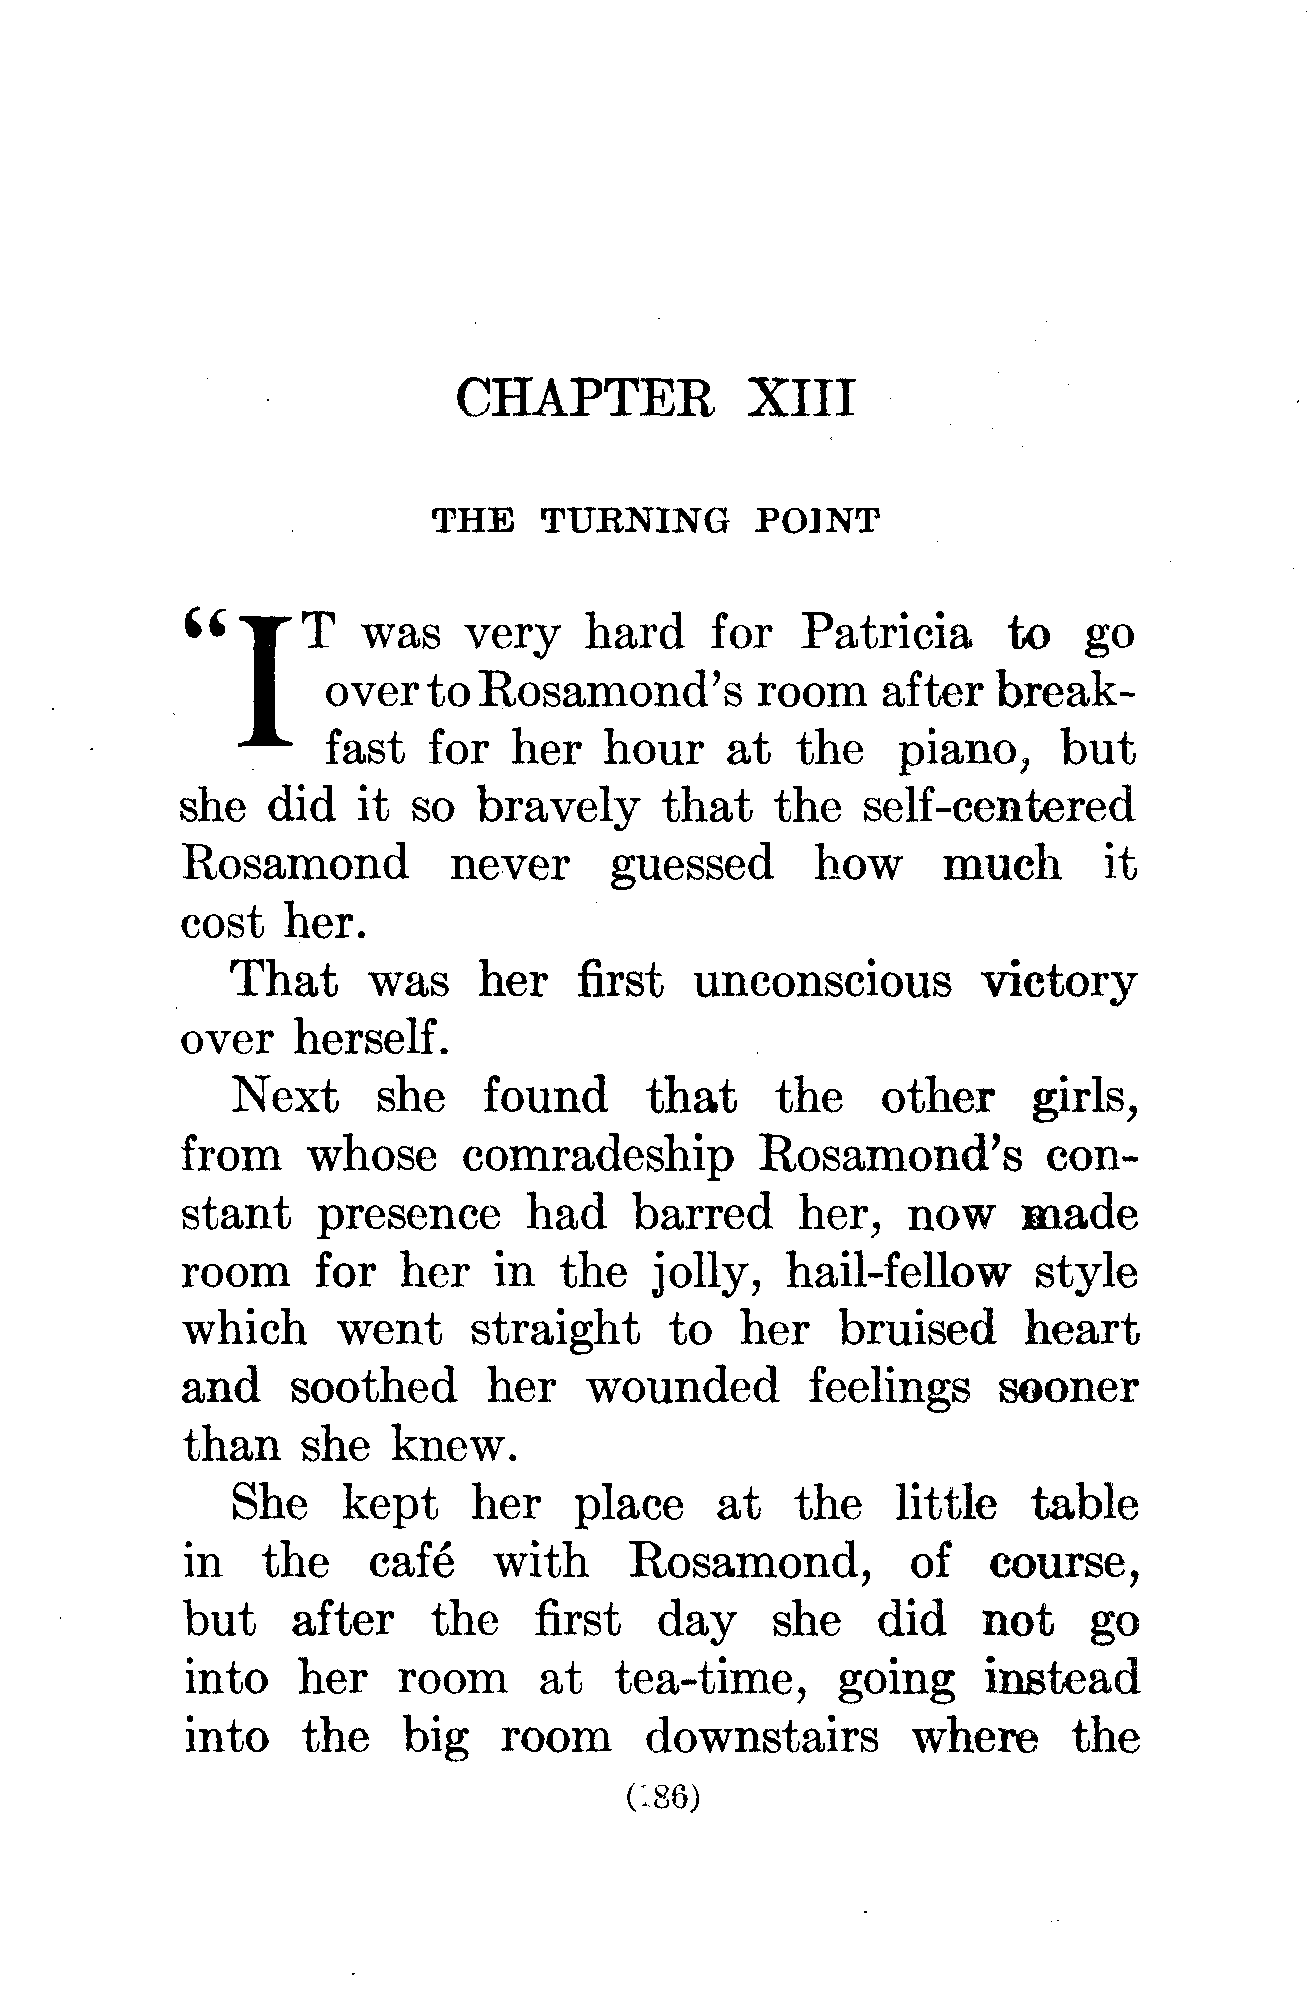 CHAPTER XIII
THE TURNING POINT
“IT was very hard for Patricia to go
over to Rosamond’s room after break-
fast for her hour at the piano, but
she did it so bravely that the self-centered
Rosamond never guessed how much it
cost her.
That was her first unconscious victory
over herself.
Next she found that the other girls,
from whose comradeship Rosamond’s con-
stant presence had barred her, now made
room for her in the jolly, hail-fellow style
which went straight to her bruised heart
and soothed her wounded feelings sooner
than she knew.
She kept her place at the little table
in the café with Rosamond, of course,
but after the first day she did not go
into her room at tea-time, going instead
into the big room downstairs where the
(186)